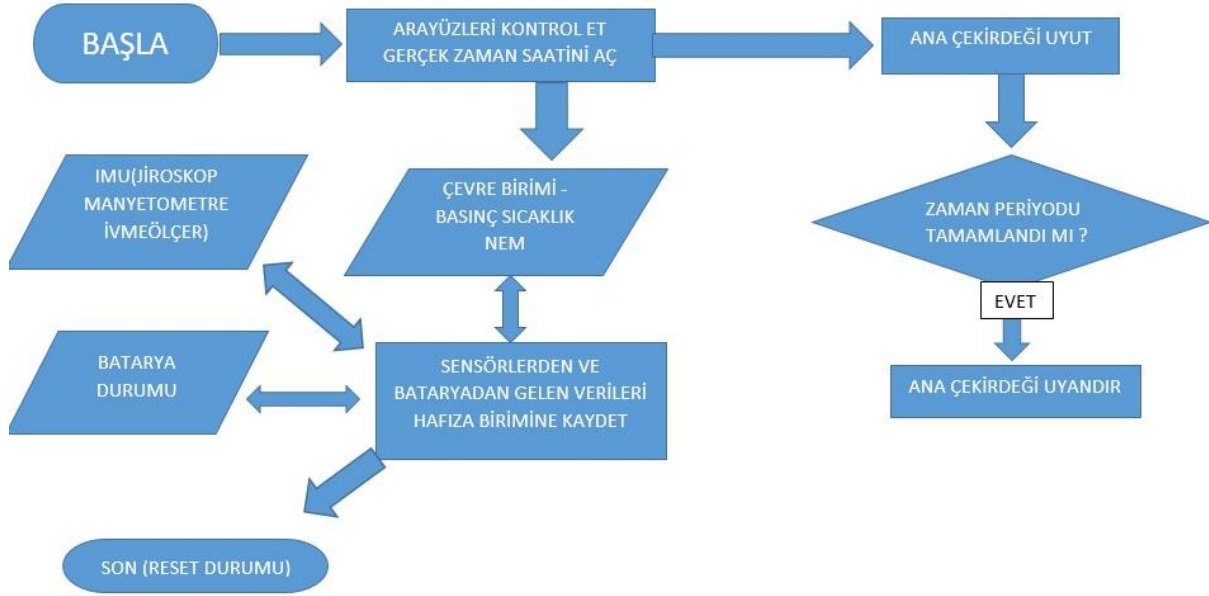 BAŞLA
ARAYÜZLERİ KONTROL ET
GERÇEK ZAMAN SAATİNİ AÇ
ANA ÇEKİRDEĞİ UYUT
IMU(JİROSKOP
MANYETOMETRE
İVMEÖLÇER)
ÇEVRE BİRİMİ -
BASINÇ SICAKLIK
NEM
ZAMAN PERİYODU
TAMAMLANDI MI ?
EVET
BATARYA
DURUMU
SENSÖRLERDEN VE
BATARYADAN GELEN VERİLERİ
HAFIZA BİRİMİNE KAYDET
ANA ÇEKİRDEĞİ UYANDIR
SON (RESET DURUMU)